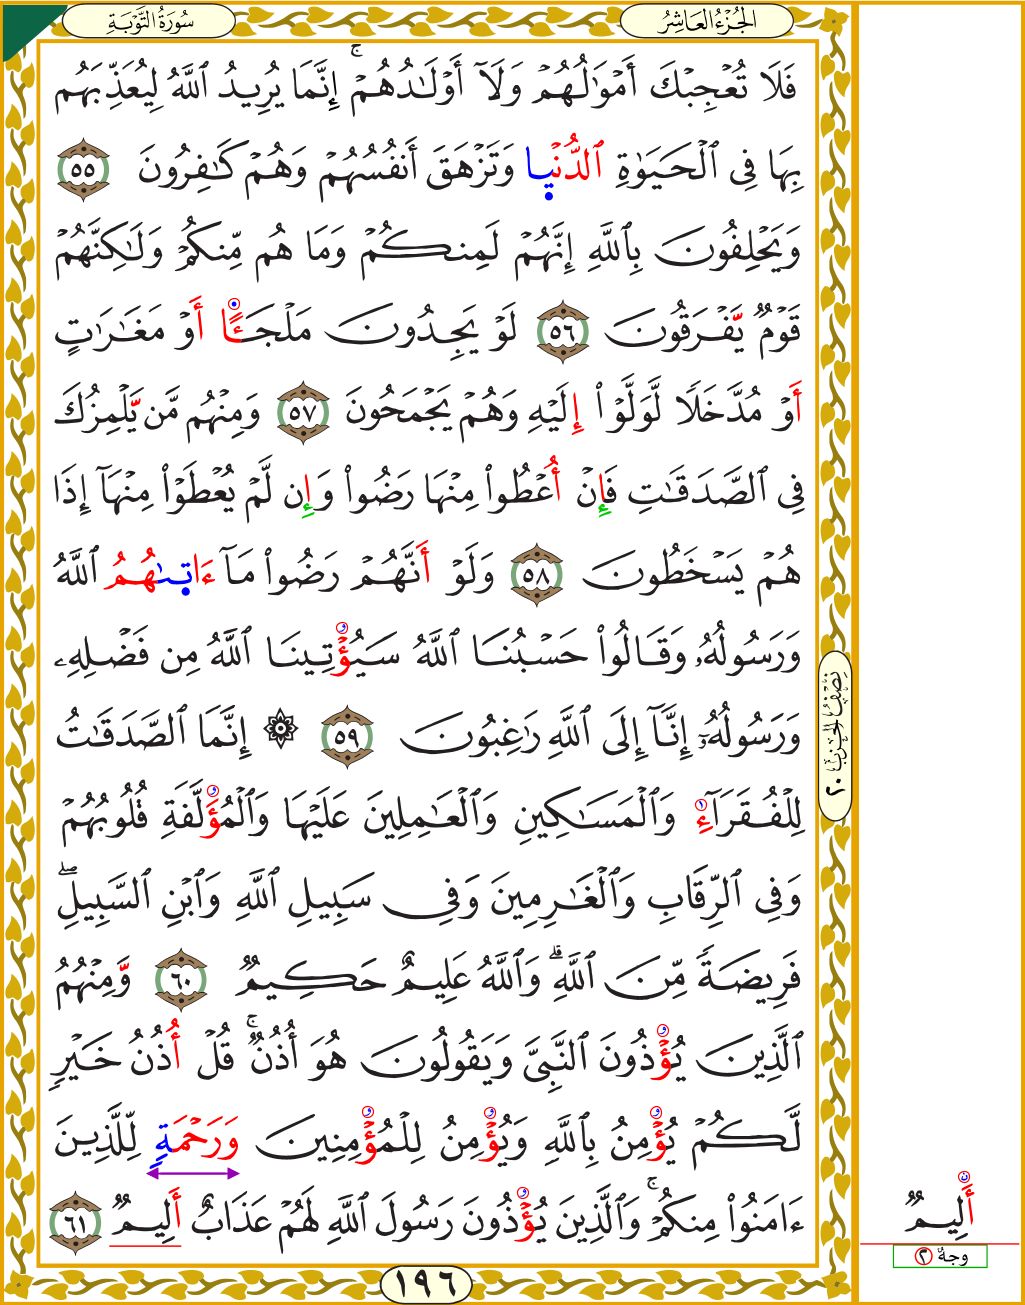 سُورَةُ التَّوْبَةِ
الجُزْءُ العَاشِرُ
فَلَا تُعْجِبْكَ أَمْوَٰلُهُمْ وَلَآ أَوْلَٰدُهُمْ ۚ إِنَّمَا يُرِيدُ ٱللَّهُ لِيُعَذِّبَهُم
بِهَا فِى ٱلْحَيَوٰةِ ٱلدُّنْيِا وَتَزْهَقَ أَنفُسُهُمْ وَهُمْ كَٰفِرُونَ ٥٥
وَيَحْلِفُونَ بِٱللَّهِ إِنَّهُمْ لَمِنكُمْ وَمَا هُم مِّنكُمْ وَلَٰكِنَّهُمْ
قَوْمٌ يَّفْرَقُونَ ٥٦ لَوْ يَجِدُونَ مَلْجَـًٔا أَوْ مَغَٰرَٰتٍ
أَوْ مُدَّخَلًا لَّوَلَّوْا۟ إِلَيْهِ وَهُمْ يَجْمَحُونَ ٥٧ وَمِنْهُم مَّن يَّلْمِزُكَ
فِى ٱلصَّدَقَٰتِ فَإِنْ أُعْطُوا۟ مِنْهَا رَضُوا۟ وَإِن لَّمْ يُعْطَوْا۟ مِنْهَآ إِذَا
هُمْ يَسْخَطُونَ ٥٨ وَلَوْ أَنَّهُمْ رَضُوا۟ مَآ ءَاتِىٰهُمُ ٱللَّهُ
وَرَسُولُهُۥ وَقَالُوا۟ حَسْبُنَا ٱللَّهُ سَيُؤْتِينَا ٱللَّهُ مِن فَضْلِهِۦ
وَرَسُولُهُۥٓ إِنَّآ إِلَى ٱللَّهِ رَٰغِبُونَ ٥٩ ۞ إِنَّمَا ٱلصَّدَقَٰتُ
لِلْفُقَرَآءِ وَٱلْمَسَٰكِينِ وَٱلْعَٰمِلِينَ عَلَيْهَا وَٱلْمُؤَلَّفَةِ قُلُوبُهُمْ
وَفِى ٱلرِّقَابِ وَٱلْغَٰرِمِينَ وَفِى سَبِيلِ ٱللَّهِ وَٱبْنِ ٱلسَّبِيلِ ۖ
فَرِيضَةً مِّنَ ٱللَّهِ ۗ وَٱللَّهُ عَلِيمٌ حَكِيمٌ ٦٠ وَّمِنْهُمُ
ٱلَّذِينَ يُؤْذُونَ ٱلنَّبِىَّ وَيَقُولُونَ هُوَ أُذُنٌ ۚ قُلْ أُذُنُ خَيْرٍ
لَّكُمْ يُؤْمِنُ بِٱللَّهِ وَيُؤْمِنُ لِلْمُؤْمِنِينَ وَرَحْمَةٍ لِّلَّذِينَ
ءَامَنُوا۟ مِنكُمْ ۚ وَٱلَّذِينَ يُؤْذُونَ رَسُولَ ٱللَّهِ لَهُمْ عَذَابٌ أَلِيمٌ ٦١
١٩٦
نِصْفُ الحِزْبِ ٢٠
أَلِيمٌ
وجهٌ ٢